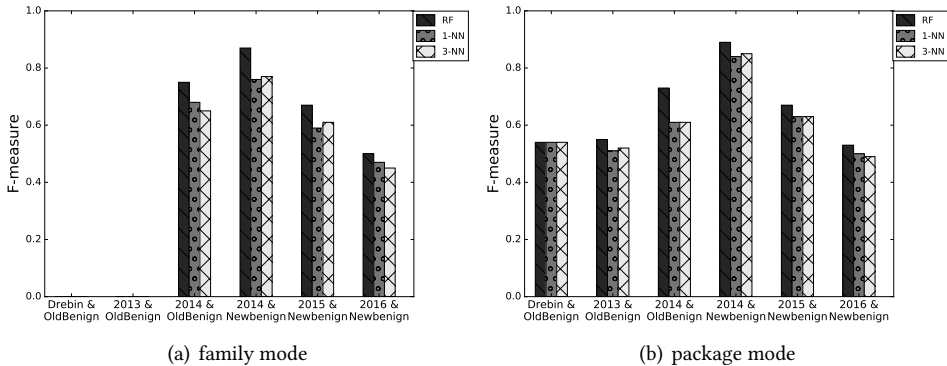 1.0
0.8
0.6
0.4
0.2
0.0
F-measure
RF
1-NN
3-NN
Drebin & 2013 & 2014 & 2014 & 2015 & 2016 &
OldBenign OldBenign OldBenign Newbenign Newbenign Newbenign
(a) family mode
1.0
0.8
0.6
0.4
0.2
0.0
F-measure
RF
1-NN
3-NN
Drebin & 2013 & 2014 & 2014 & 2015 & 2016 &
OldBenign OldBenign OldBenign Newbenign Newbenign Newbenign
(b) package mode